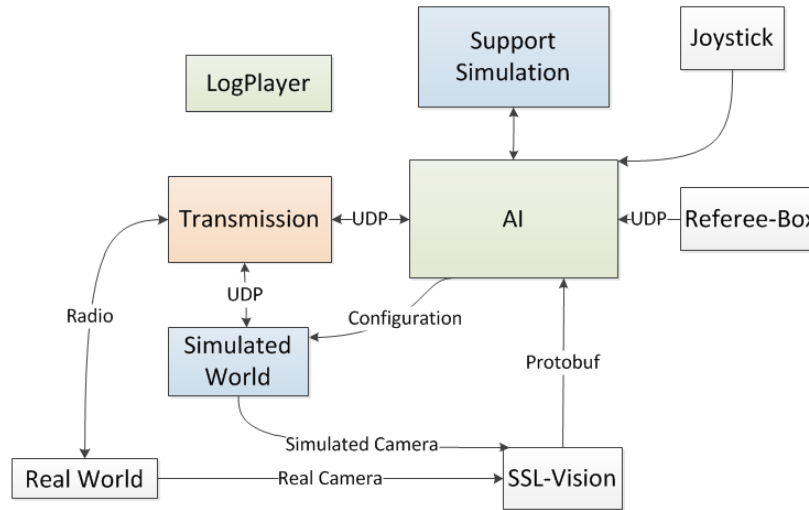 Support
Simulation
Joystick
LogPlayer
Transmission
UDP
AI
UDP
Referee-Box
UDP
Radio
Configuration
Simulated
World
Protobuf
Simulated Camera
Real World
Real Camera
SSL-Vision